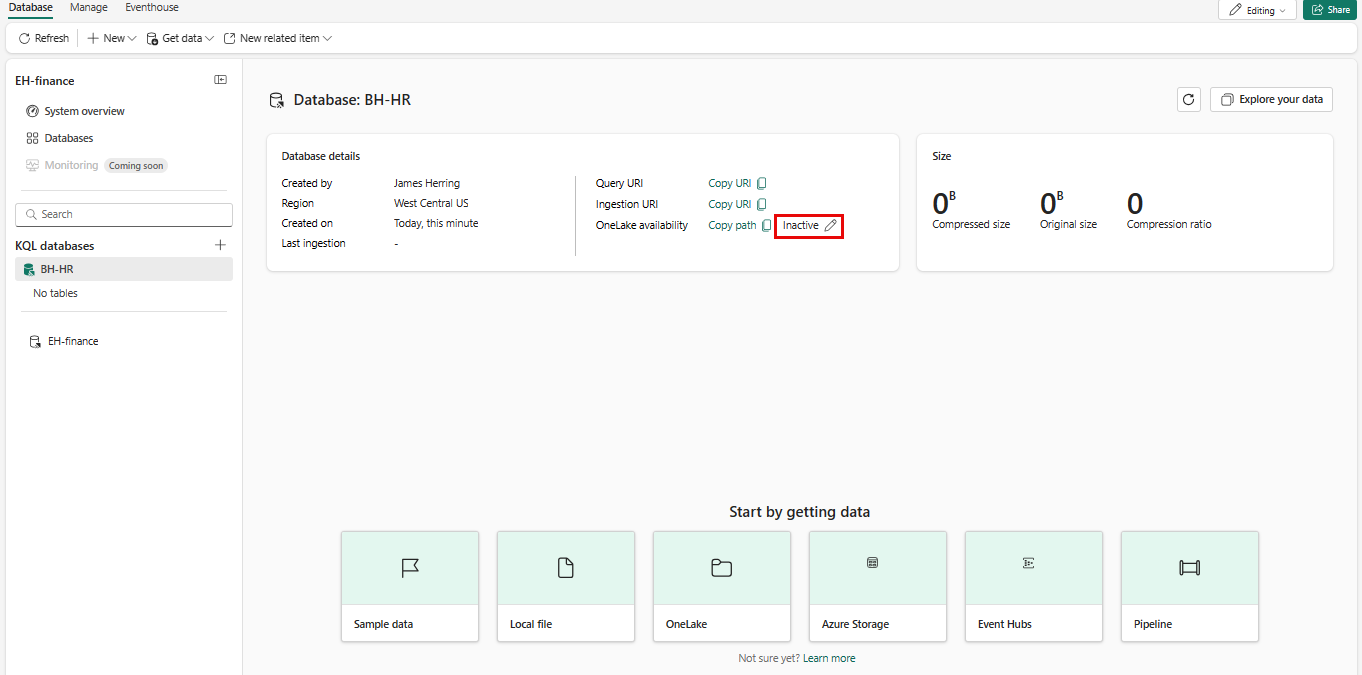 Database Manage Eventhouse
Editing Share
Refresh New Get data New related item
EH-finance
System overview
Databases
Monitoring Coming soon
Search
KQL databases
BH-HR
No tables
EH-finance
Database: BH-HR
Explore your data
Database details
Created by James Herring
Region West Central US
Created on Today, this minute
Last ingestion -
Query URI Copy URI
Ingestion URI Copy URI
OneLake availability Copy path Inactive
Size
0 B 0 B 0
Compressed size Original size Compression ratio
Start by getting data
Sample data Local file OneLake Azure Storage Event Hubs Pipeline
Not sure yet? Learn more